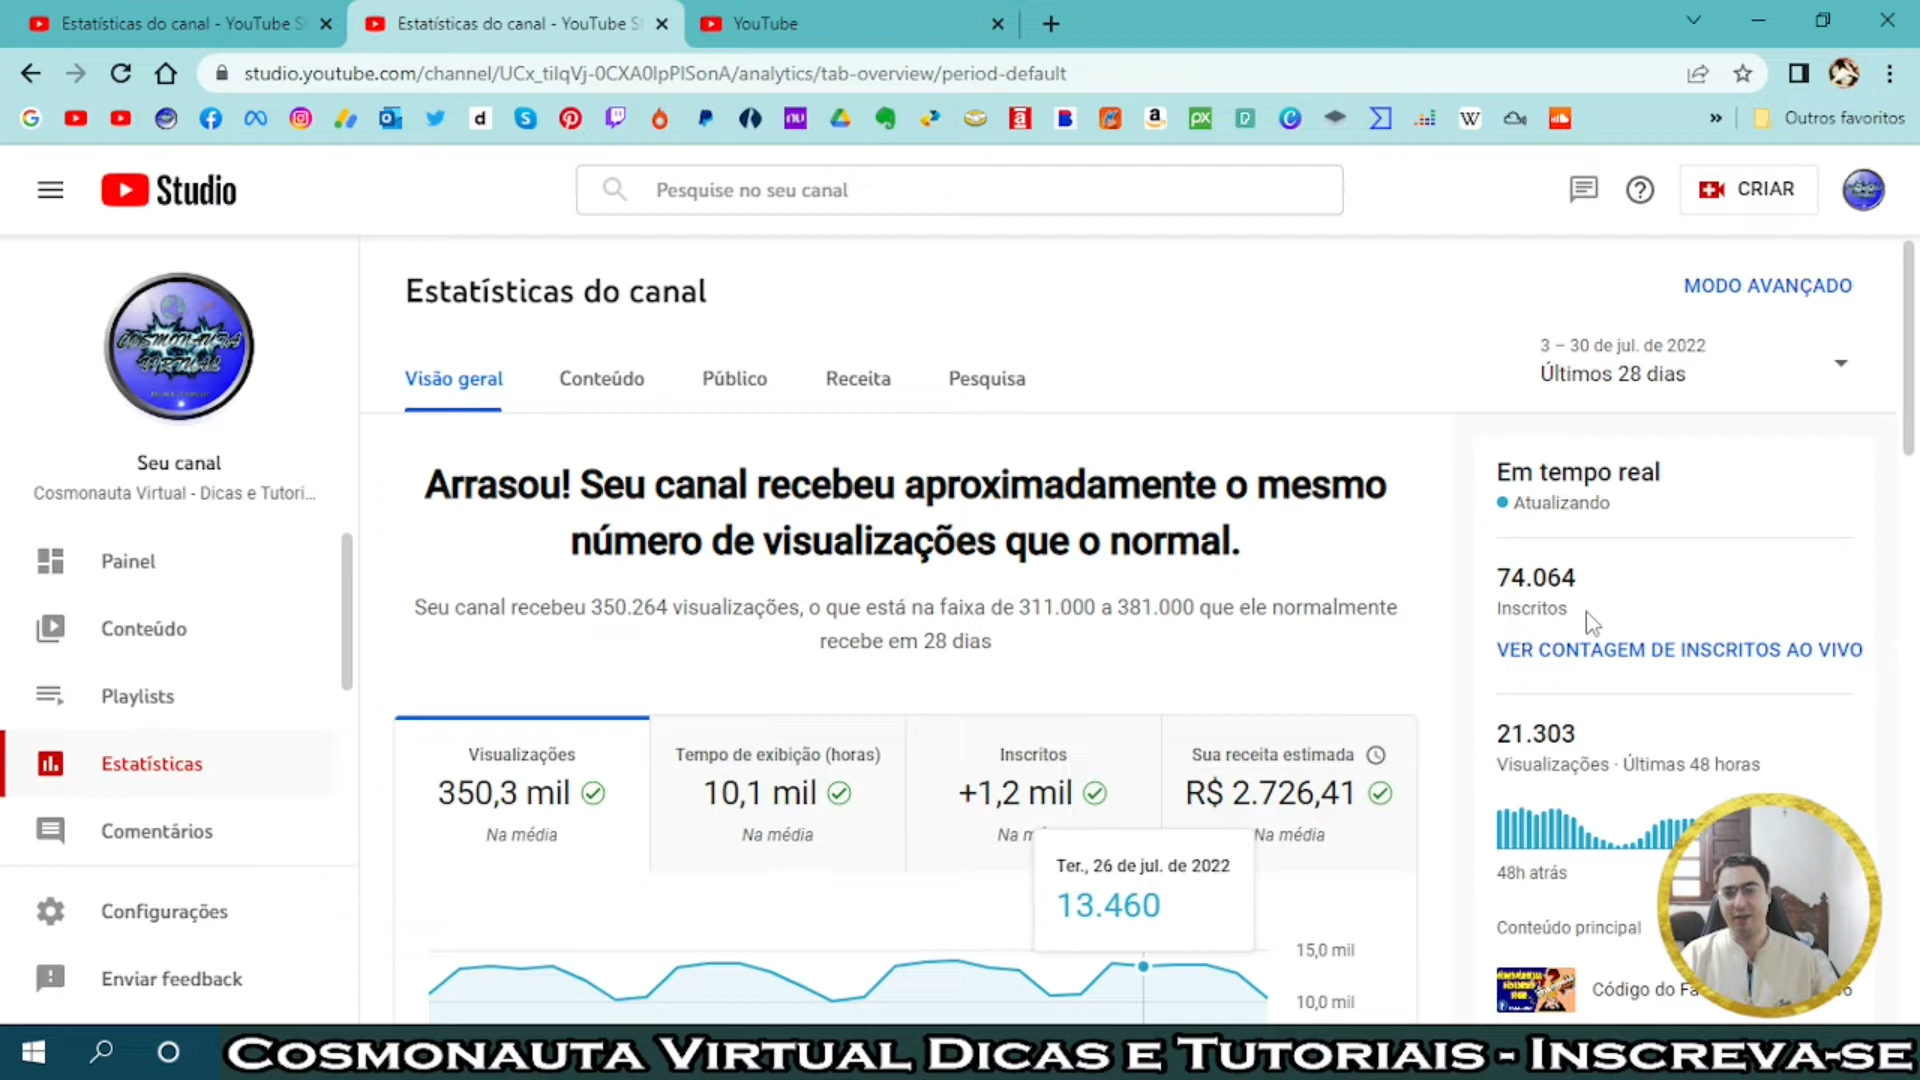 Estatísticas do canal - YouTube S
Estatísticas do canal - YouTube S
YouTube
studio.youtube.com/channel/UCx_tiIqVj-0CXA0IpPISonA/analytics/tab-overview/period-default
Outros favoritos
Studio
Pesquise no seu canal
CRIAR
COSMONAUTA
VIRTUAL
Seu canal
Cosmonauta Virtual - Dicas e Tutori...
Painel
Conteúdo
Playlists
Estatísticas
Comentários
Configurações
Enviar feedback
Estatísticas do canal
MODO AVANÇADO
3 – 30 de jul. de 2022
Últimos 28 dias
Visão geral
Conteúdo
Público
Receita
Pesquisa
Arrasou! Seu canal recebeu aproximadamente o mesmo
número de visualizações que o normal.
Seu canal recebeu 350.264 visualizações, o que está na faixa de 311.000 a 381.000 que ele normalmente
recebe em 28 dias
Visualizações
350,3 mil
Na média
Tempo de exibição (horas)
10,1 mil
Na média
Inscritos
+1,2 mil
Na m
Sua receita estimada
R$ 2.726,41
Na média
Ter., 26 de jul. de 2022
13.460
15,0 mil
10,0 mil
Em tempo real
Atualizando
74.064
Inscritos
VER CONTAGEM DE INSCRITOS AO VIVO
21.303
Visualizações · Últimas 48 horas
48h atrás
Conteúdo principal
Código do Fa
COSMONAUTA VIRTUAL DICAS E TUTORIAIS - INSCREVA-SE